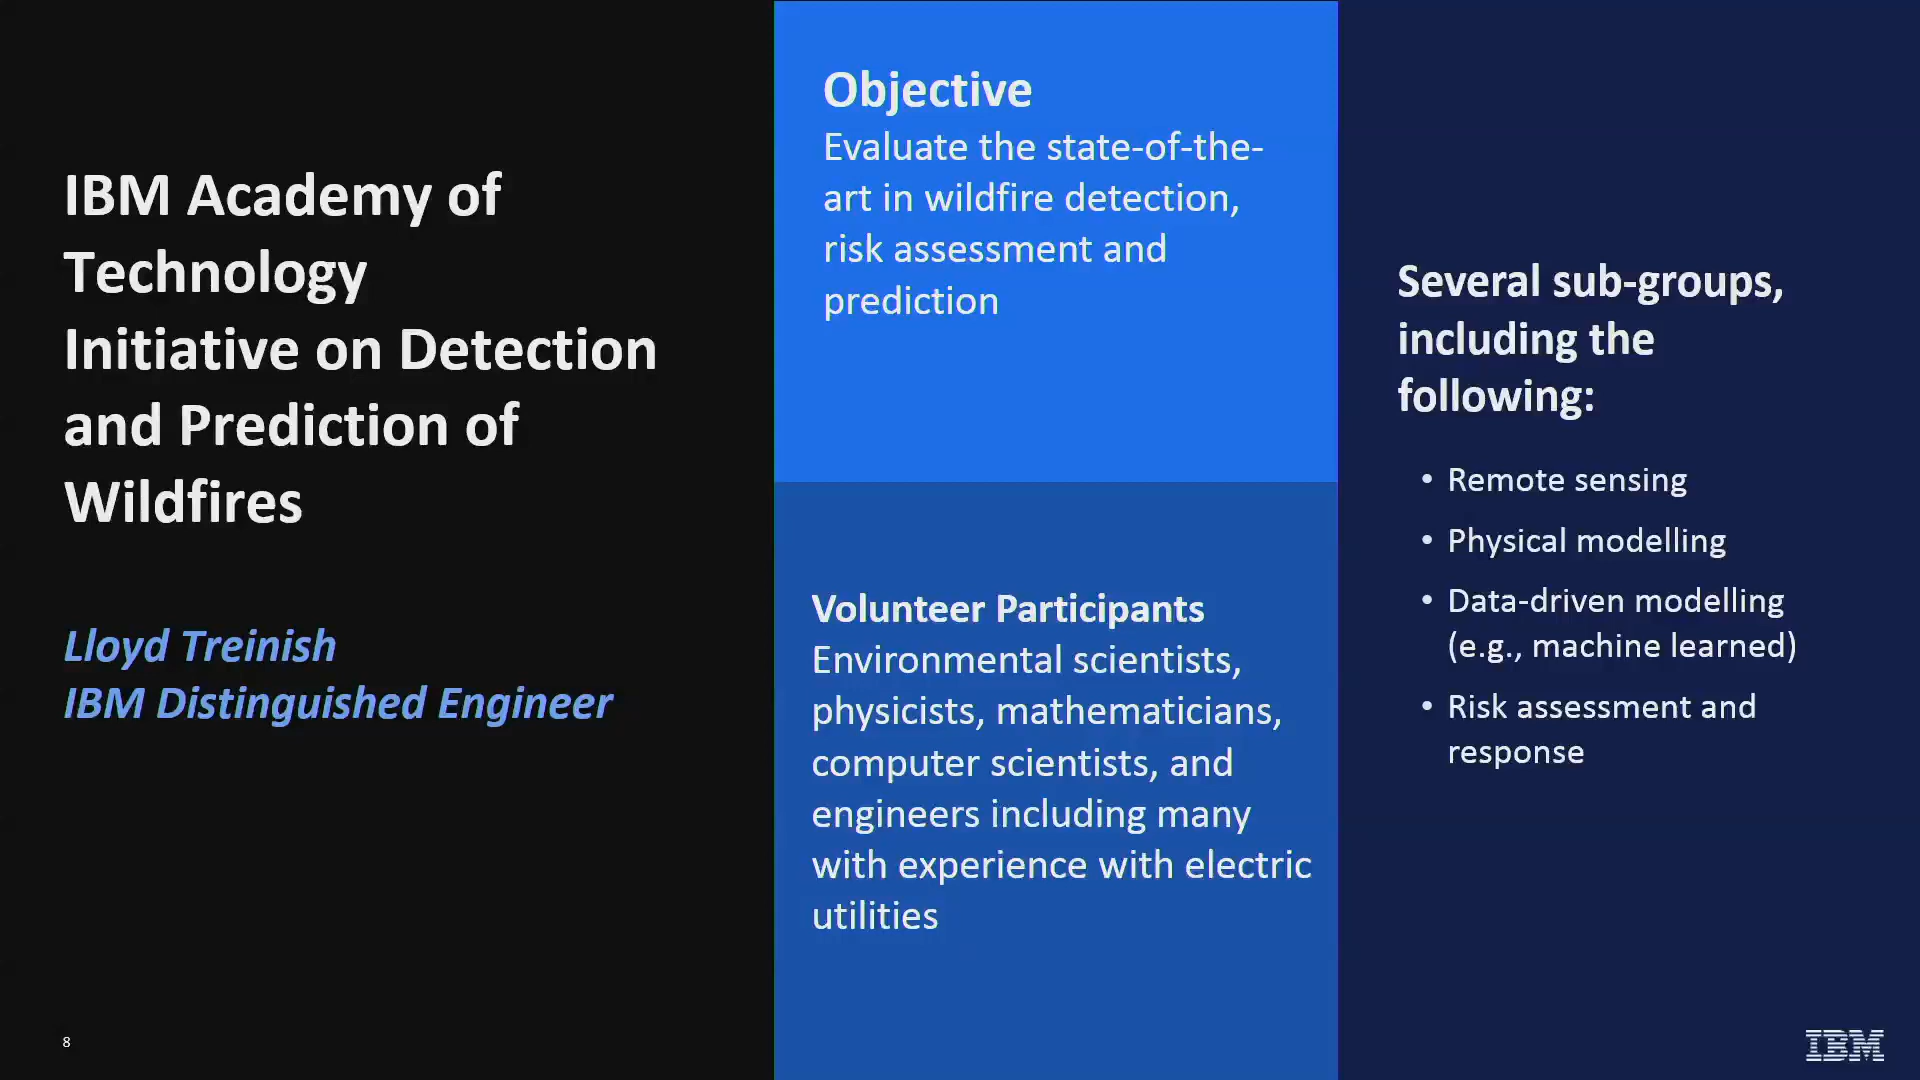 IBM Academy of
Technology
Initiative on Detection
and Prediction of
Wildfires
Lloyd Treinish
IBM Distinguished Engineer
8
Objective
Evaluate the state-of-the-
art in wildfire detection,
risk assessment and
prediction
Volunteer Participants
Environmental scientists,
physicists, mathematicians,
computer scientists, and
engineers including many
with experience with electric
utilities
Several sub-groups,
including the
following:
• Remote sensing
• Physical modelling
• Data-driven modelling
(e.g., machine learned)
• Risk assessment and
response
IBM